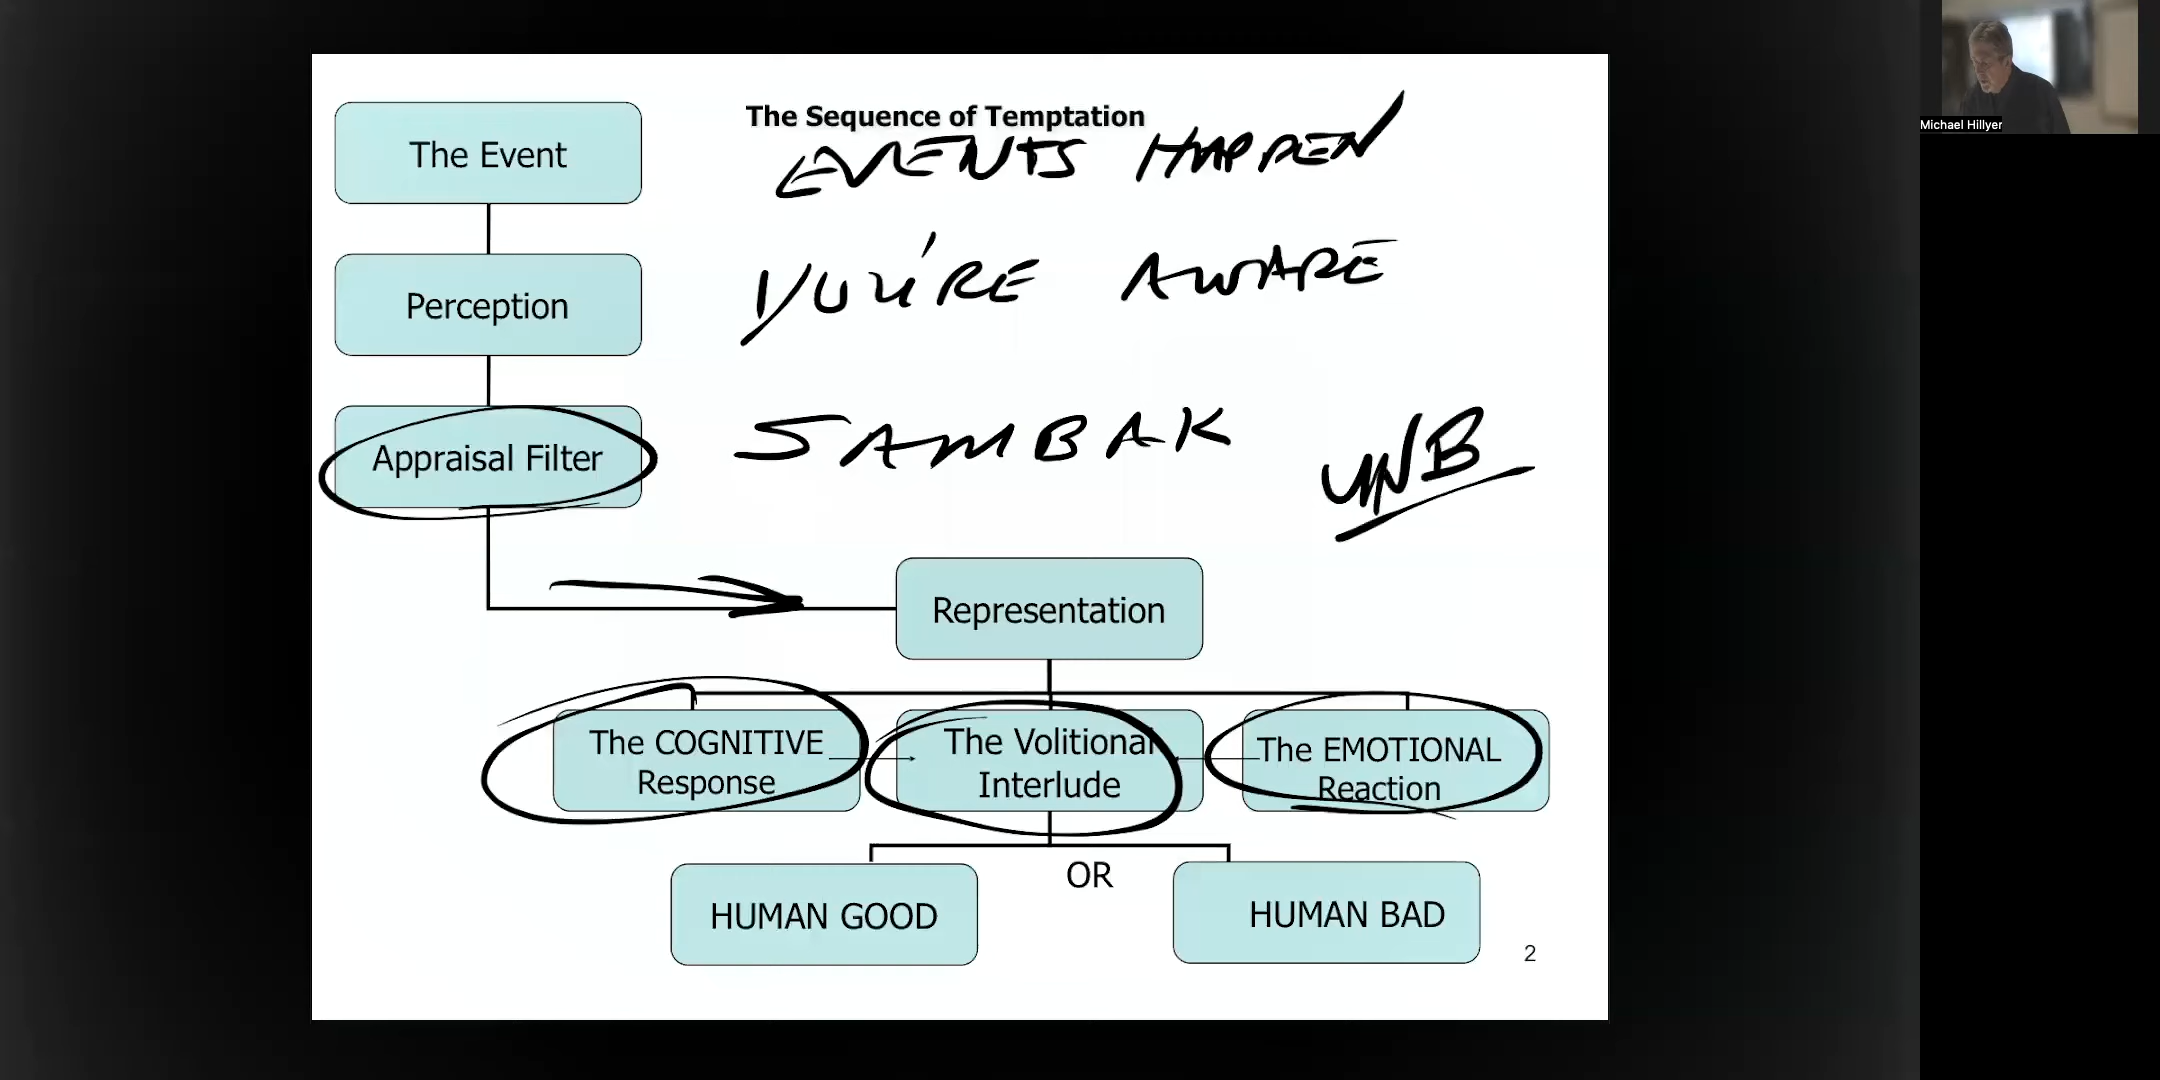 The Sequence of Temptation
EVENTS HAPPEN
The Event
YOU'RE AWARE
Perception
SAMBAK
UNB
Appraisal Filter
Representation
The COGNITIVE
Response
The Volitional
Interlude
The EMOTIONAL
Reaction
OR
HUMAN GOOD
HUMAN BAD
2
Michael Hillyer